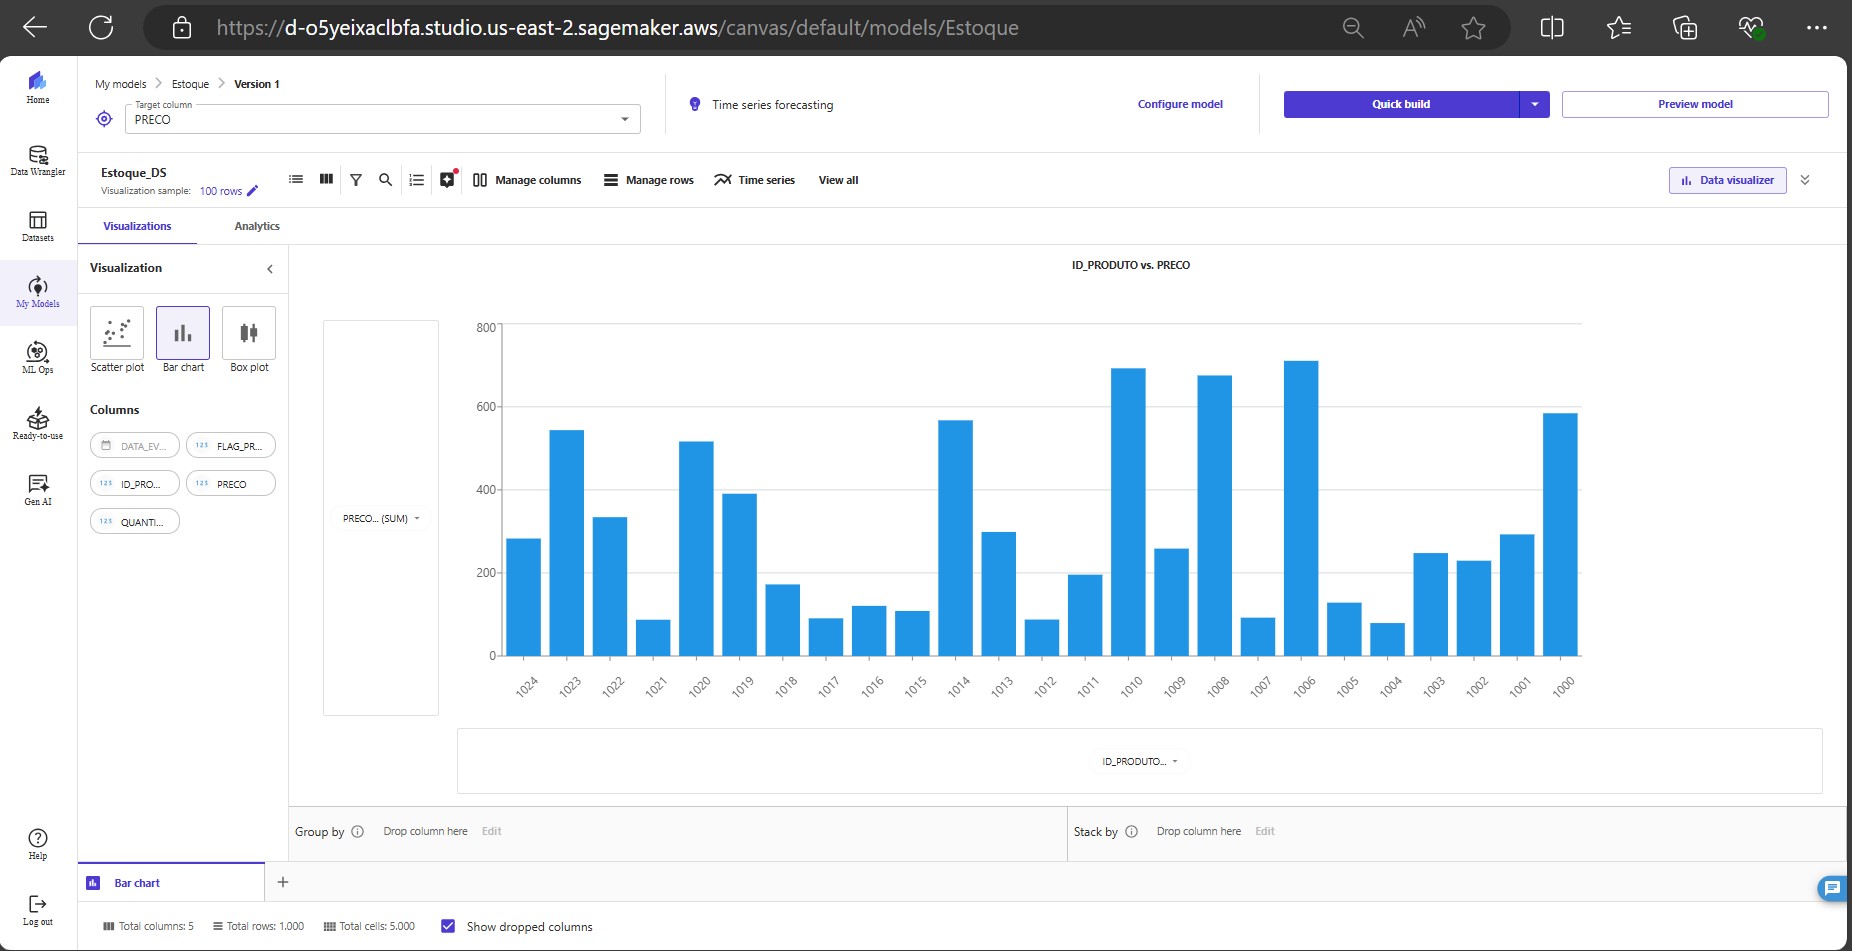 https://d-o5yeixaclbfa.studio.us-east-2.sagemaker.aws/canvas/default/models/Estoque
Home
Data Wrangler
Datasets
My Models
ML Ops
Ready-to-use
Gen AI
Help
Log out
My models > Estoque > Version 1
Target column
PRECO
Time series forecasting
Configure model
Quick build
Preview model
Estoque_DS
Visualization sample: 100 rows
Manage columns
Manage rows
Time series
View all
Data visualizer
Visualizations
Analytics
Visualization
Scatter plot
Bar chart
Box plot
Columns
DATA_EV...
123 FLAG_PR...
123 ID_PRO...
123 PRECO
123 QUANTI...
ID_PRODUTO vs. PRECO
PRECO... (SUM)
800
600
400
200
0
1024 1023 1022 1021 1020 1019 1018 1017 1016 1015 1014 1013 1012 1011 1010 1009 1008 1007 1006 1005 1004 1003 1002 1001 1000
ID_PRODUTO...
Group by
Drop column here
Edit
Stack by
Drop column here
Edit
Bar chart
Total columns: 5
Total rows: 1.000
Total cells: 5.000
Show dropped columns